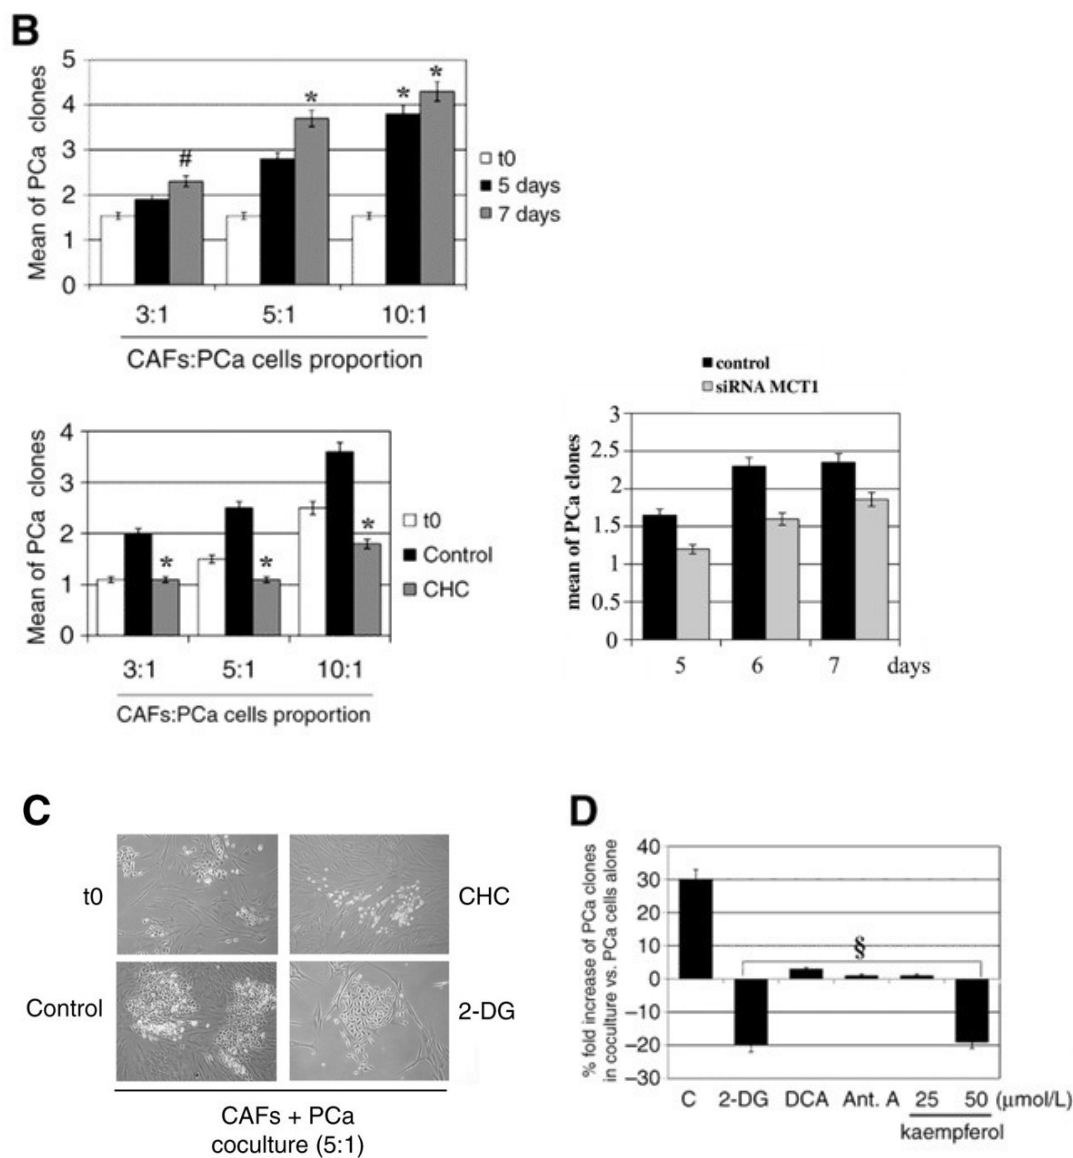 B
Mean of PCa clones
5
4
3
2
1
0
#
*
*
*
t0
5 days
7 days
3:1 5:1 10:1
CAFs:PCa cells proportion
Mean of PCa clones
4
3
2
1
0
*
*
*
t0
Control
CHC
3:1 5:1 10:1
CAFs:PCa cells proportion
control
siRNA MCT1
mean of PCa clones
3
2.5
2
1.5
1
0.5
0
5 6 7 days
C
t0
CHC
Control
2-DG
CAFs + PCa
coculture (5:1)
D
% fold increase of PCa clones
in coculture vs. PCa cells alone
40
30
20
10
0
−10
−20
−30
§
C 2-DG DCA Ant. A 25 50 (μmol/L)
kaempferol